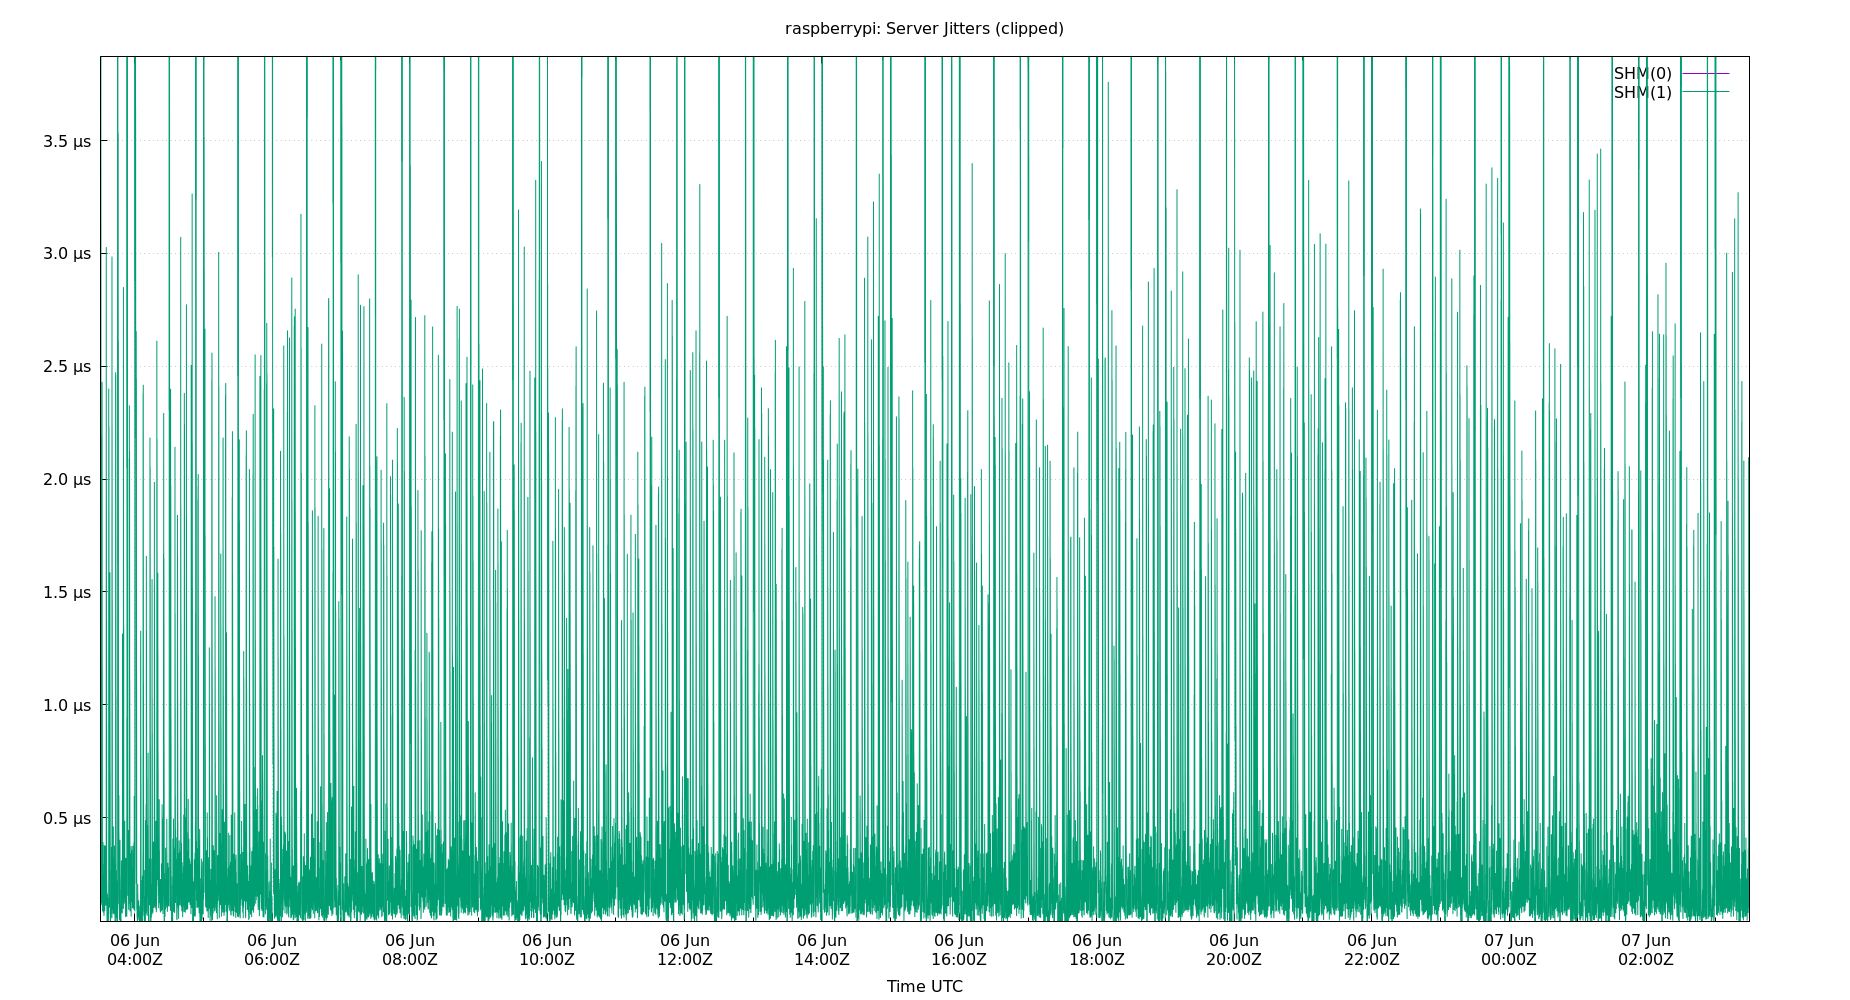 raspberrypi: Server Jitters (clipped)
SHM(0)
SHM(1)
3.5 μs
3.0 μs
2.5 μs
2.0 μs
1.5 μs
1.0 μs
0.5 μs
06 Jun 06 Jun 06 Jun 06 Jun 06 Jun 06 Jun 06 Jun 06 Jun 06 Jun 06 Jun 07 Jun 07 Jun
04:00Z 06:00Z 08:00Z 10:00Z 12:00Z 14:00Z 16:00Z 18:00Z 20:00Z 22:00Z 00:00Z 02:00Z
Time UTC